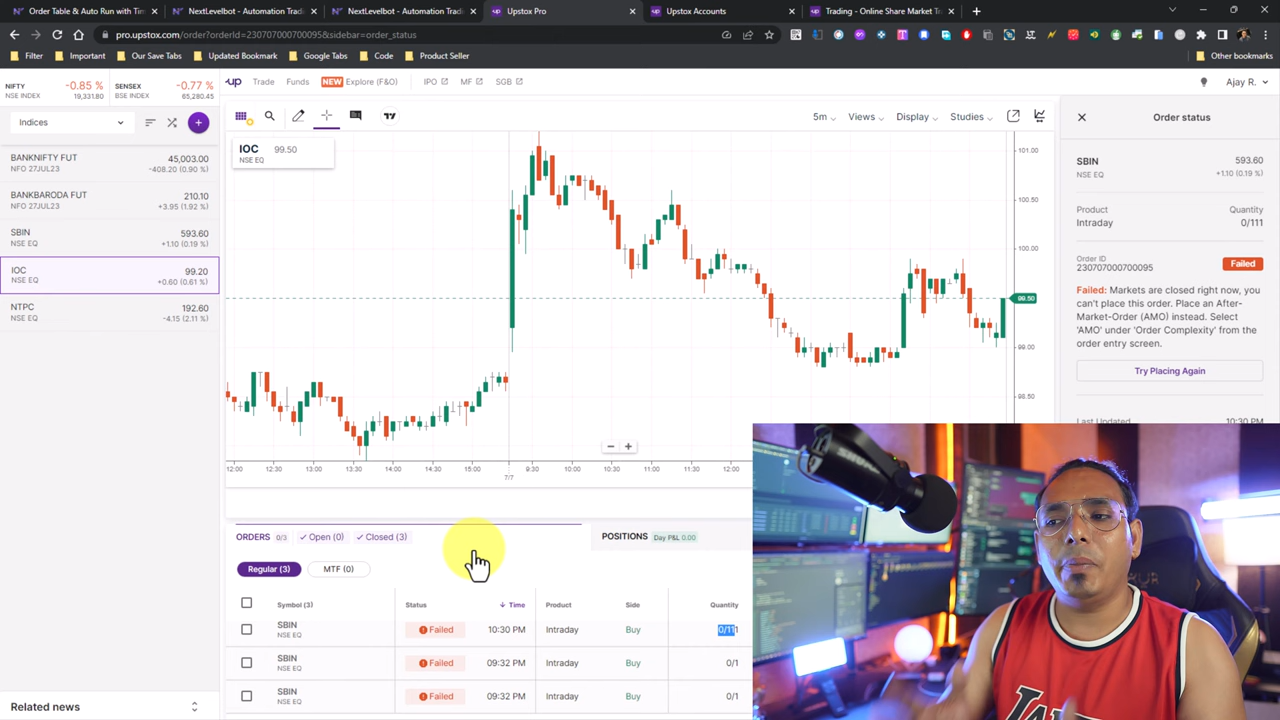 Order Table & Auto Run with Tim
NextLevelbot - Automation Tradi
NextLevelbot - Automation Tradi
Upstox Pro
Upstox Accounts
Trading - Online Share Market T
pro.upstox.com/order?orderId=230707000700095&sidebar=order_status
Filter
Important
Our Save Tabs
Updated Bookmark
Google Tabs
Code
Product Seller
Other bookmarks
NIFTY
NSE INDEX
-0.85 %
19,331.80
SENSEX
BSE INDEX
-0.77 %
65,280.45
up
Trade
Funds
NEW Explore (F&O)
IPO
MF
SGB
Ajay R.
Indices
BANKNIFTY FUT
NFO 27JUL23
45,003.00
-408.20 (0.90 %)
BANKBARODA FUT
NFO 27JUL23
210.10
+3.95 (1.92 %)
SBIN
NSE EQ
593.60
+1.10 (0.19 %)
IOC
NSE EQ
99.20
+0.60 (0.61 %)
NTPC
NSE EQ
192.60
-4.15 (2.11 %)
Related news
5m
Views
Display
Studies
IOC
NSE EQ
99.50
101.00
100.50
100.00
99.50
99.00
98.50
12:00
12:30
13:00
13:30
14:00
14:30
15:00
7/7
9:30
10:00
10:30
11:00
11:30
12:00
ORDERS 0/3
Open (0)
Closed (3)
POSITIONS Day P&L 0.00
Regular (3)
MTF (0)
Symbol (3)
Status
Time
Product
Side
Quantity
SBIN
NSE EQ
Failed
10:30 PM
Intraday
Buy
0/111
SBIN
NSE EQ
Failed
09:32 PM
Intraday
Buy
0/1
SBIN
NSE EQ
Failed
09:32 PM
Intraday
Buy
0/1
Order status
SBIN
NSE EQ
593.60
+1.10 (0.19 %)
Product
Intraday
Quantity
0/111
Order ID
230707000700095
Failed
Failed: Markets are closed right now, you
can't place this order. Place an After-
Market-Order (AMO) instead. Select
'AMO' under 'Order Complexity' from the
order entry screen.
Try Placing Again
Last Updated
10:30 PM